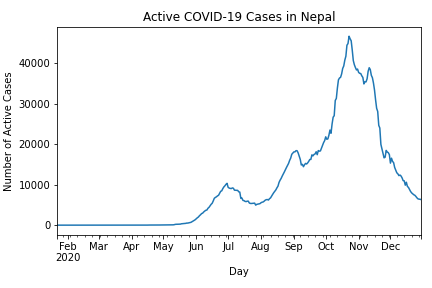 Active COVID-19 Cases in Nepal
Number of Active Cases
40000
30000
20000
10000
0
Feb Mar Apr May Jun Jul Aug Sep Oct Nov Dec
2020
Day